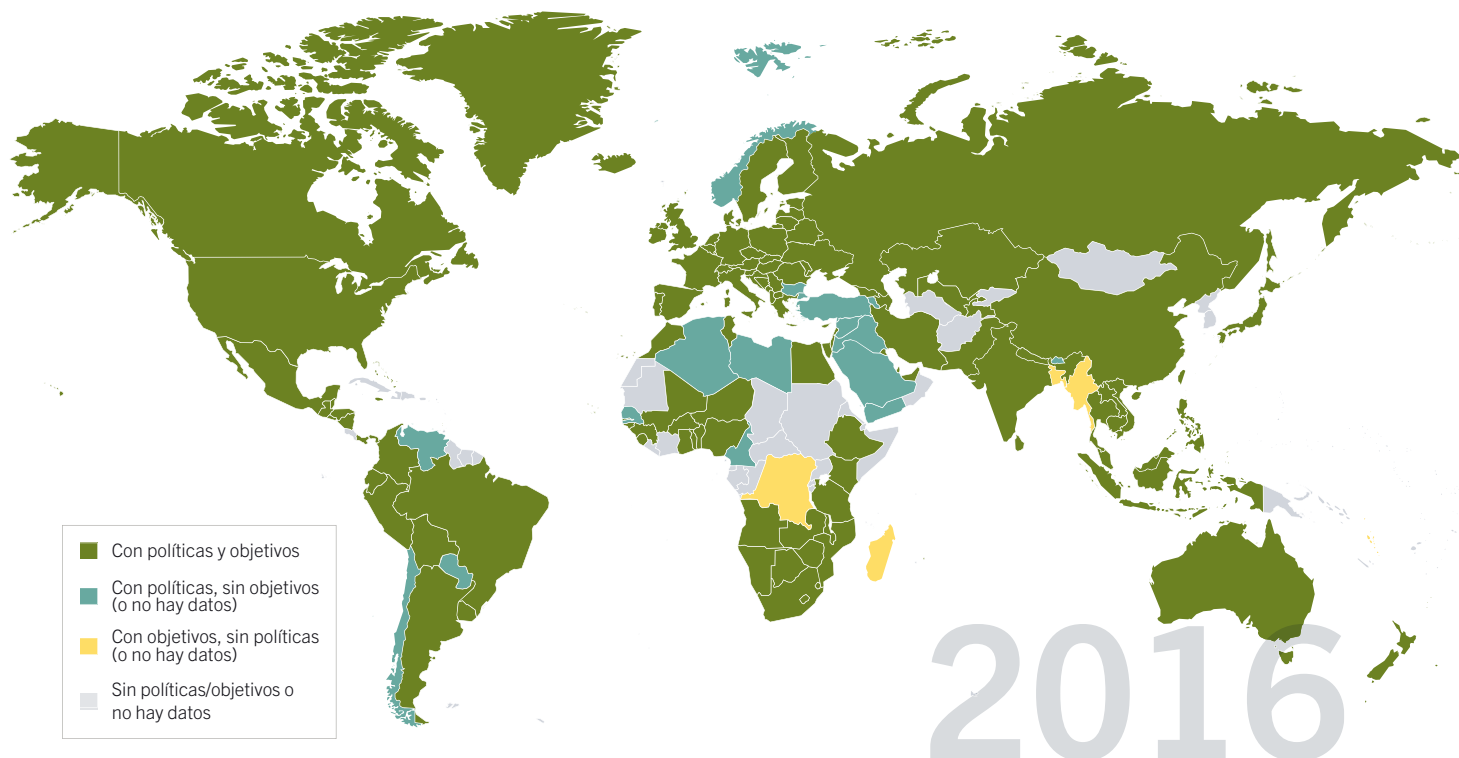 Con políticas y objetivos
Con políticas, sin objetivos
(o no hay datos)
Con objetivos, sin políticas
(o no hay datos)
Sin políticas/objetivos o
no hay datos
2016